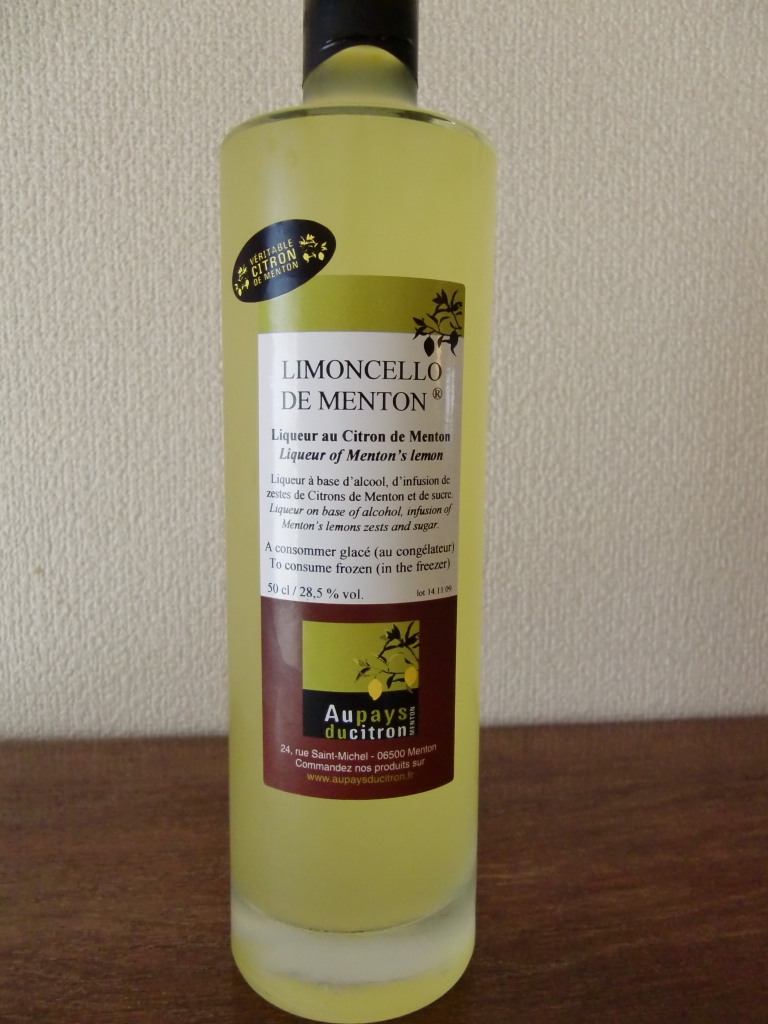 VÉRITABLE
CITRON
DE MENTON
LIMONCELLO
DE MENTON ®
Liqueur au Citron de Menton
Liqueur of Menton's lemon
Liqueur à base d'alcool, d'infusion de
zestes de Citrons de Menton et de sucre.
Liqueur on base of alcohol, infusion of
Menton's lemons zests and sugar.
A consommer glacé (au congélateur)
To consume frozen (in the freezer)
50 cl / 28,5 % vol. lot 14 11 09
Aupays
ducitron
MENTON
24, rue Saint-Michel - 06500 Menton
Commandez nos produits sur
www.aupaysducitron.fr